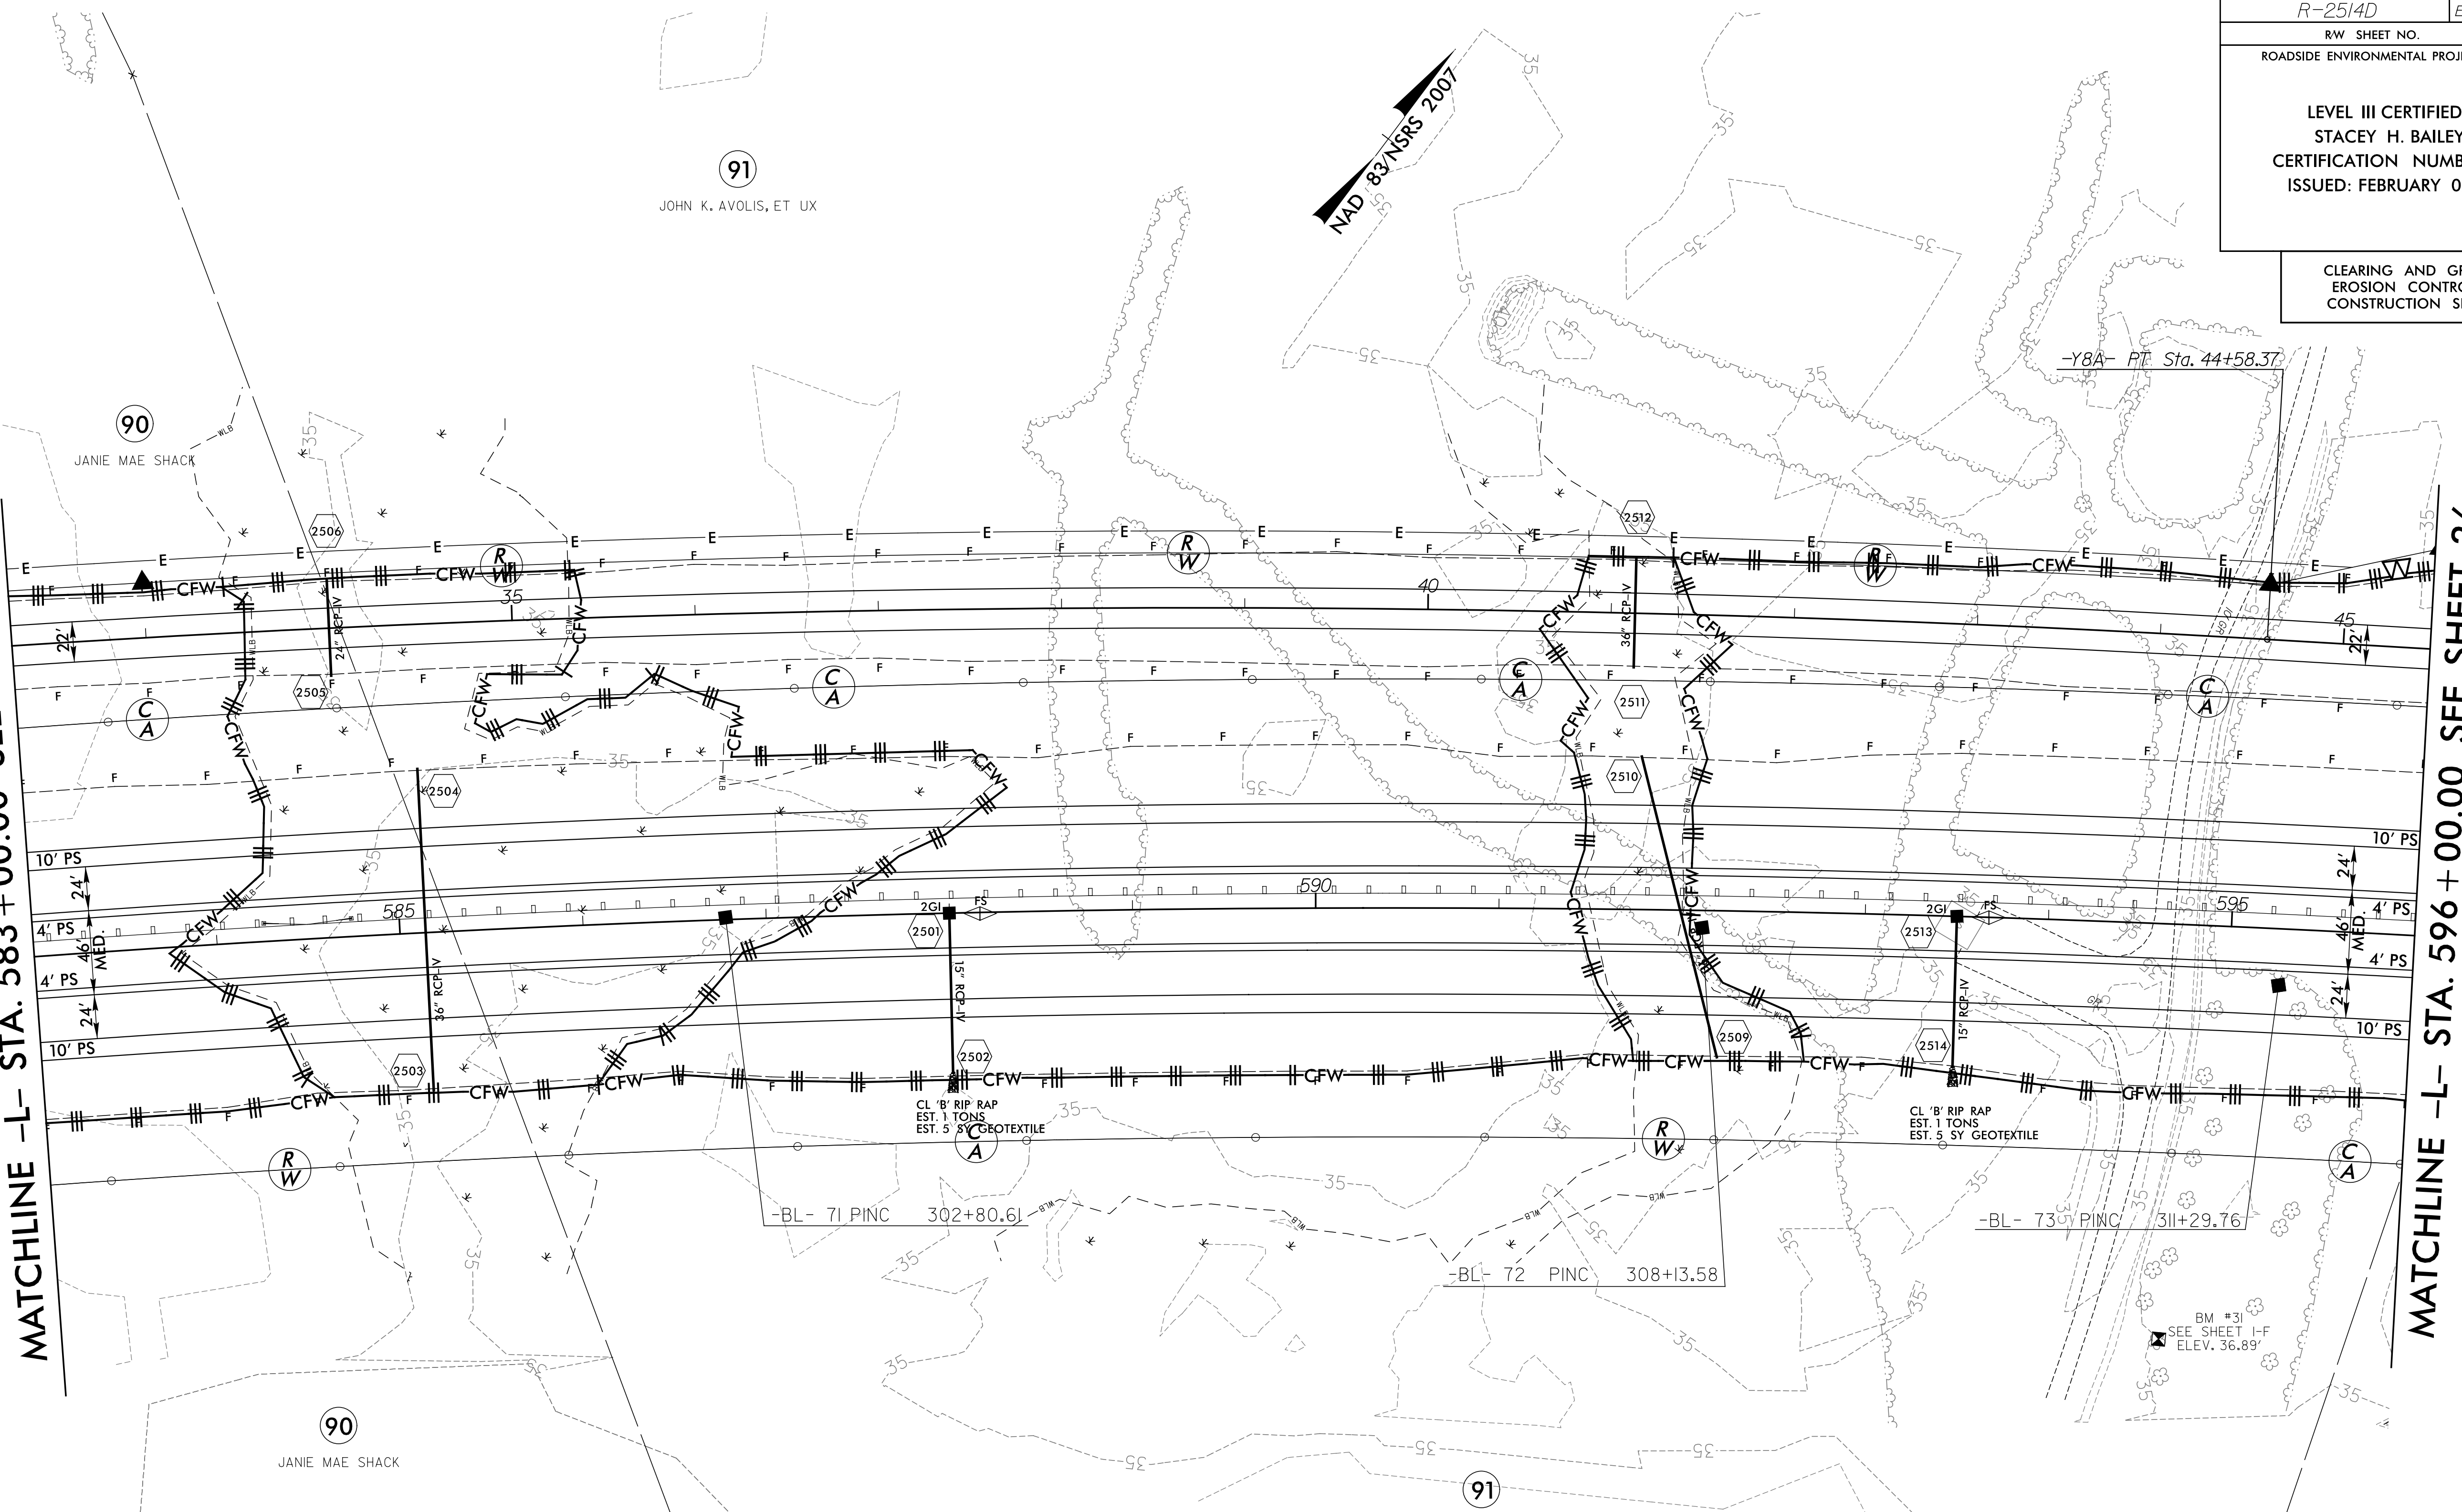 R-2514D
R/W SHEET NO.
ROADSIDE ENVIRONMENTAL
LEVEL III CERTIFIED
STACEY H. BAILEY
CERTIFICATION
ISSUED: FEBRUARY
CLEARING AND
EROSION
CONSTRUCTION
NAD 83/NSRS 2007
91
JOHN K. AVOLIS, ET UX
90
JANIE MAE SHACK
-Y8A- PT Sta. 44+58.37
2506
2512
35
40
45
24" RCP-IV
36" RCP-IV
22'
22'
2505
2511
2504
2510
10' PS
24'
4' PS
46' MED.
4' PS
24'
10' PS
585
590
595
10' PS
24'
4' PS
46' MED.
4' PS
24'
10' PS
2GI
FS
2501
2GI
FS
2513
36" RCP-IV
15" RCP-IV
15" RCP-IV
2503
2502
2509
2514
CL 'B' RIP RAP
EST. 1 TONS
EST. 5 SY GEOTEXTILE
CL 'B' RIP RAP
EST. 1 TONS
EST. 5 SY GEOTEXTILE
-BL- 71 PINC 302+80.61
-BL- 72 PINC 308+13.58
-BL- 73 PINC 311+29.76
BM #31
SEE SHEET 1-F
ELEV. 36.89'
90
JANIE MAE SHACK
91
MATCHLINE -L- STA. 583+00.00
MATCHLINE -L- STA. 596+00.00 SEE SHEET 26